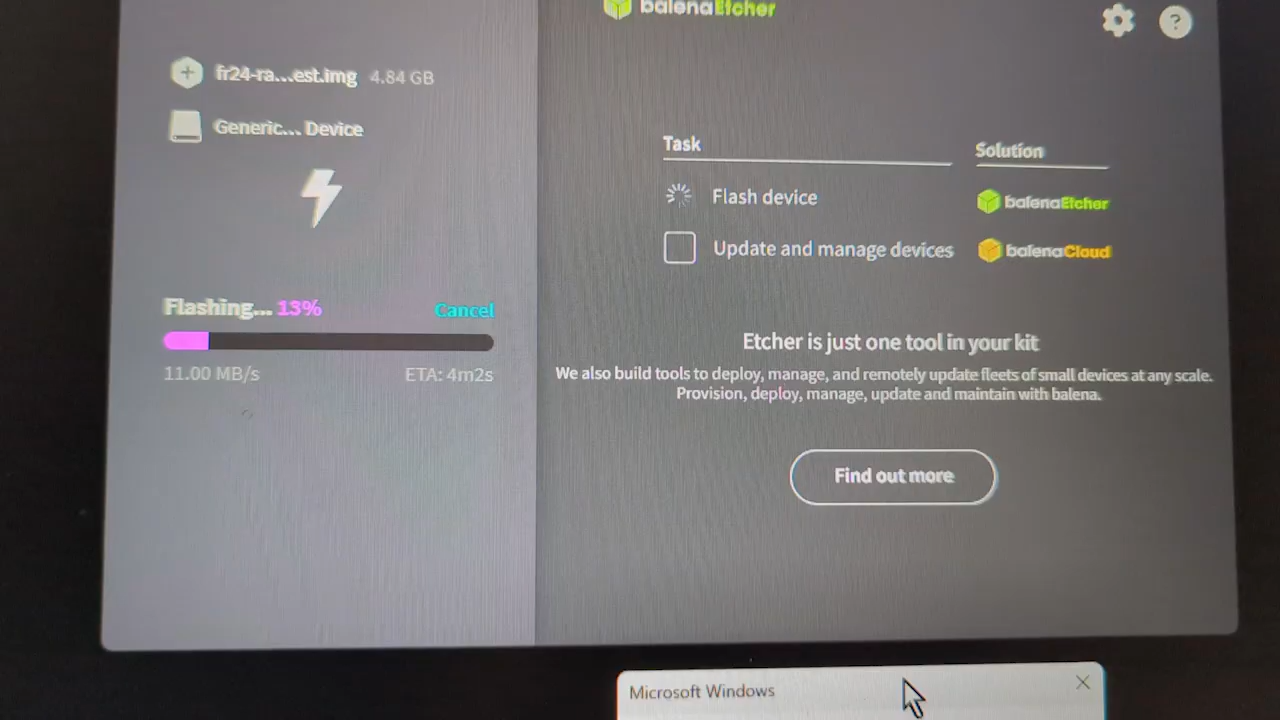 balenaEtcher
?
fr24-ra...est.img 4.84 GB
Generic... Device
Task
Solution
Flash device
balenaEtcher
Update and manage devices
balenaCloud
Flashing... 13%
Cancel
11.00 MB/s
ETA: 4m2s
Etcher is just one tool in your kit
We also build tools to deploy, manage, and remotely update fleets of small devices at any scale.
Provision, deploy, manage, update and maintain with balena.
Find out more
Microsoft Windows